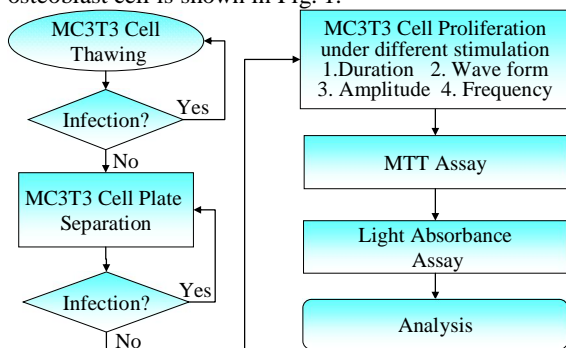 osteoblast cell is shown in Fig. 1.
MC3T3 Cell
Thawing
Yes
Infection?
No
MC3T3 Cell Plate
Separation
Yes
Infection?
No
MC3T3 Cell Proliferation
under different stimulation
1.Duration 2. Wave form
3. Amplitude 4. Frequency
MTT Assay
Light Absorbance
Assay
Analysis